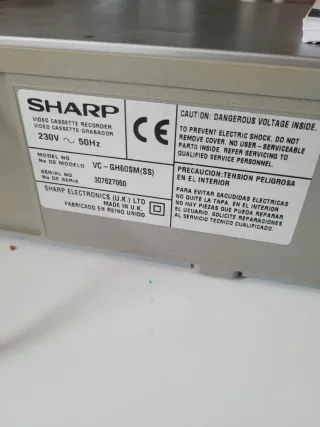 SHARP
VIDEO CASSETTE RECORDER
VIDEO CASSETTE GRABADOR
230V ~ 50Hz
CE
MODEL NO
No DE MODELO
VC-GH60SM(SS)
SERIAL NO
No DE SERIE
307627060
SHARP ELECTRONICS (U.K.) LTD
MADE IN U.K.
FABRICADO EN REINO UNIDO
CAUTION: DANGEROUS VOLTAGE INSIDE.
TO PREVENT ELECTRIC SHOCK, DO NOT
REMOVE COVER. NO USER-SERVICEABLE
PARTS INSIDE. REFER SERVICING TO
QUALIFIED SERVICE PERSONNEL.
PRECAUCION:TENSION PELIGROSA
EN EL INTERIOR
PARA EVITAR SACUDIDAS ELECTRICAS
NO QUITE LA TAPA. EN EL INTERIOR
NO HAY PIEZAS QUE PUEDA REPARAR
EL USUARIO, SOLICITE REPARACIONES
AL SERVICIO TECNICO CUALIFICADO.